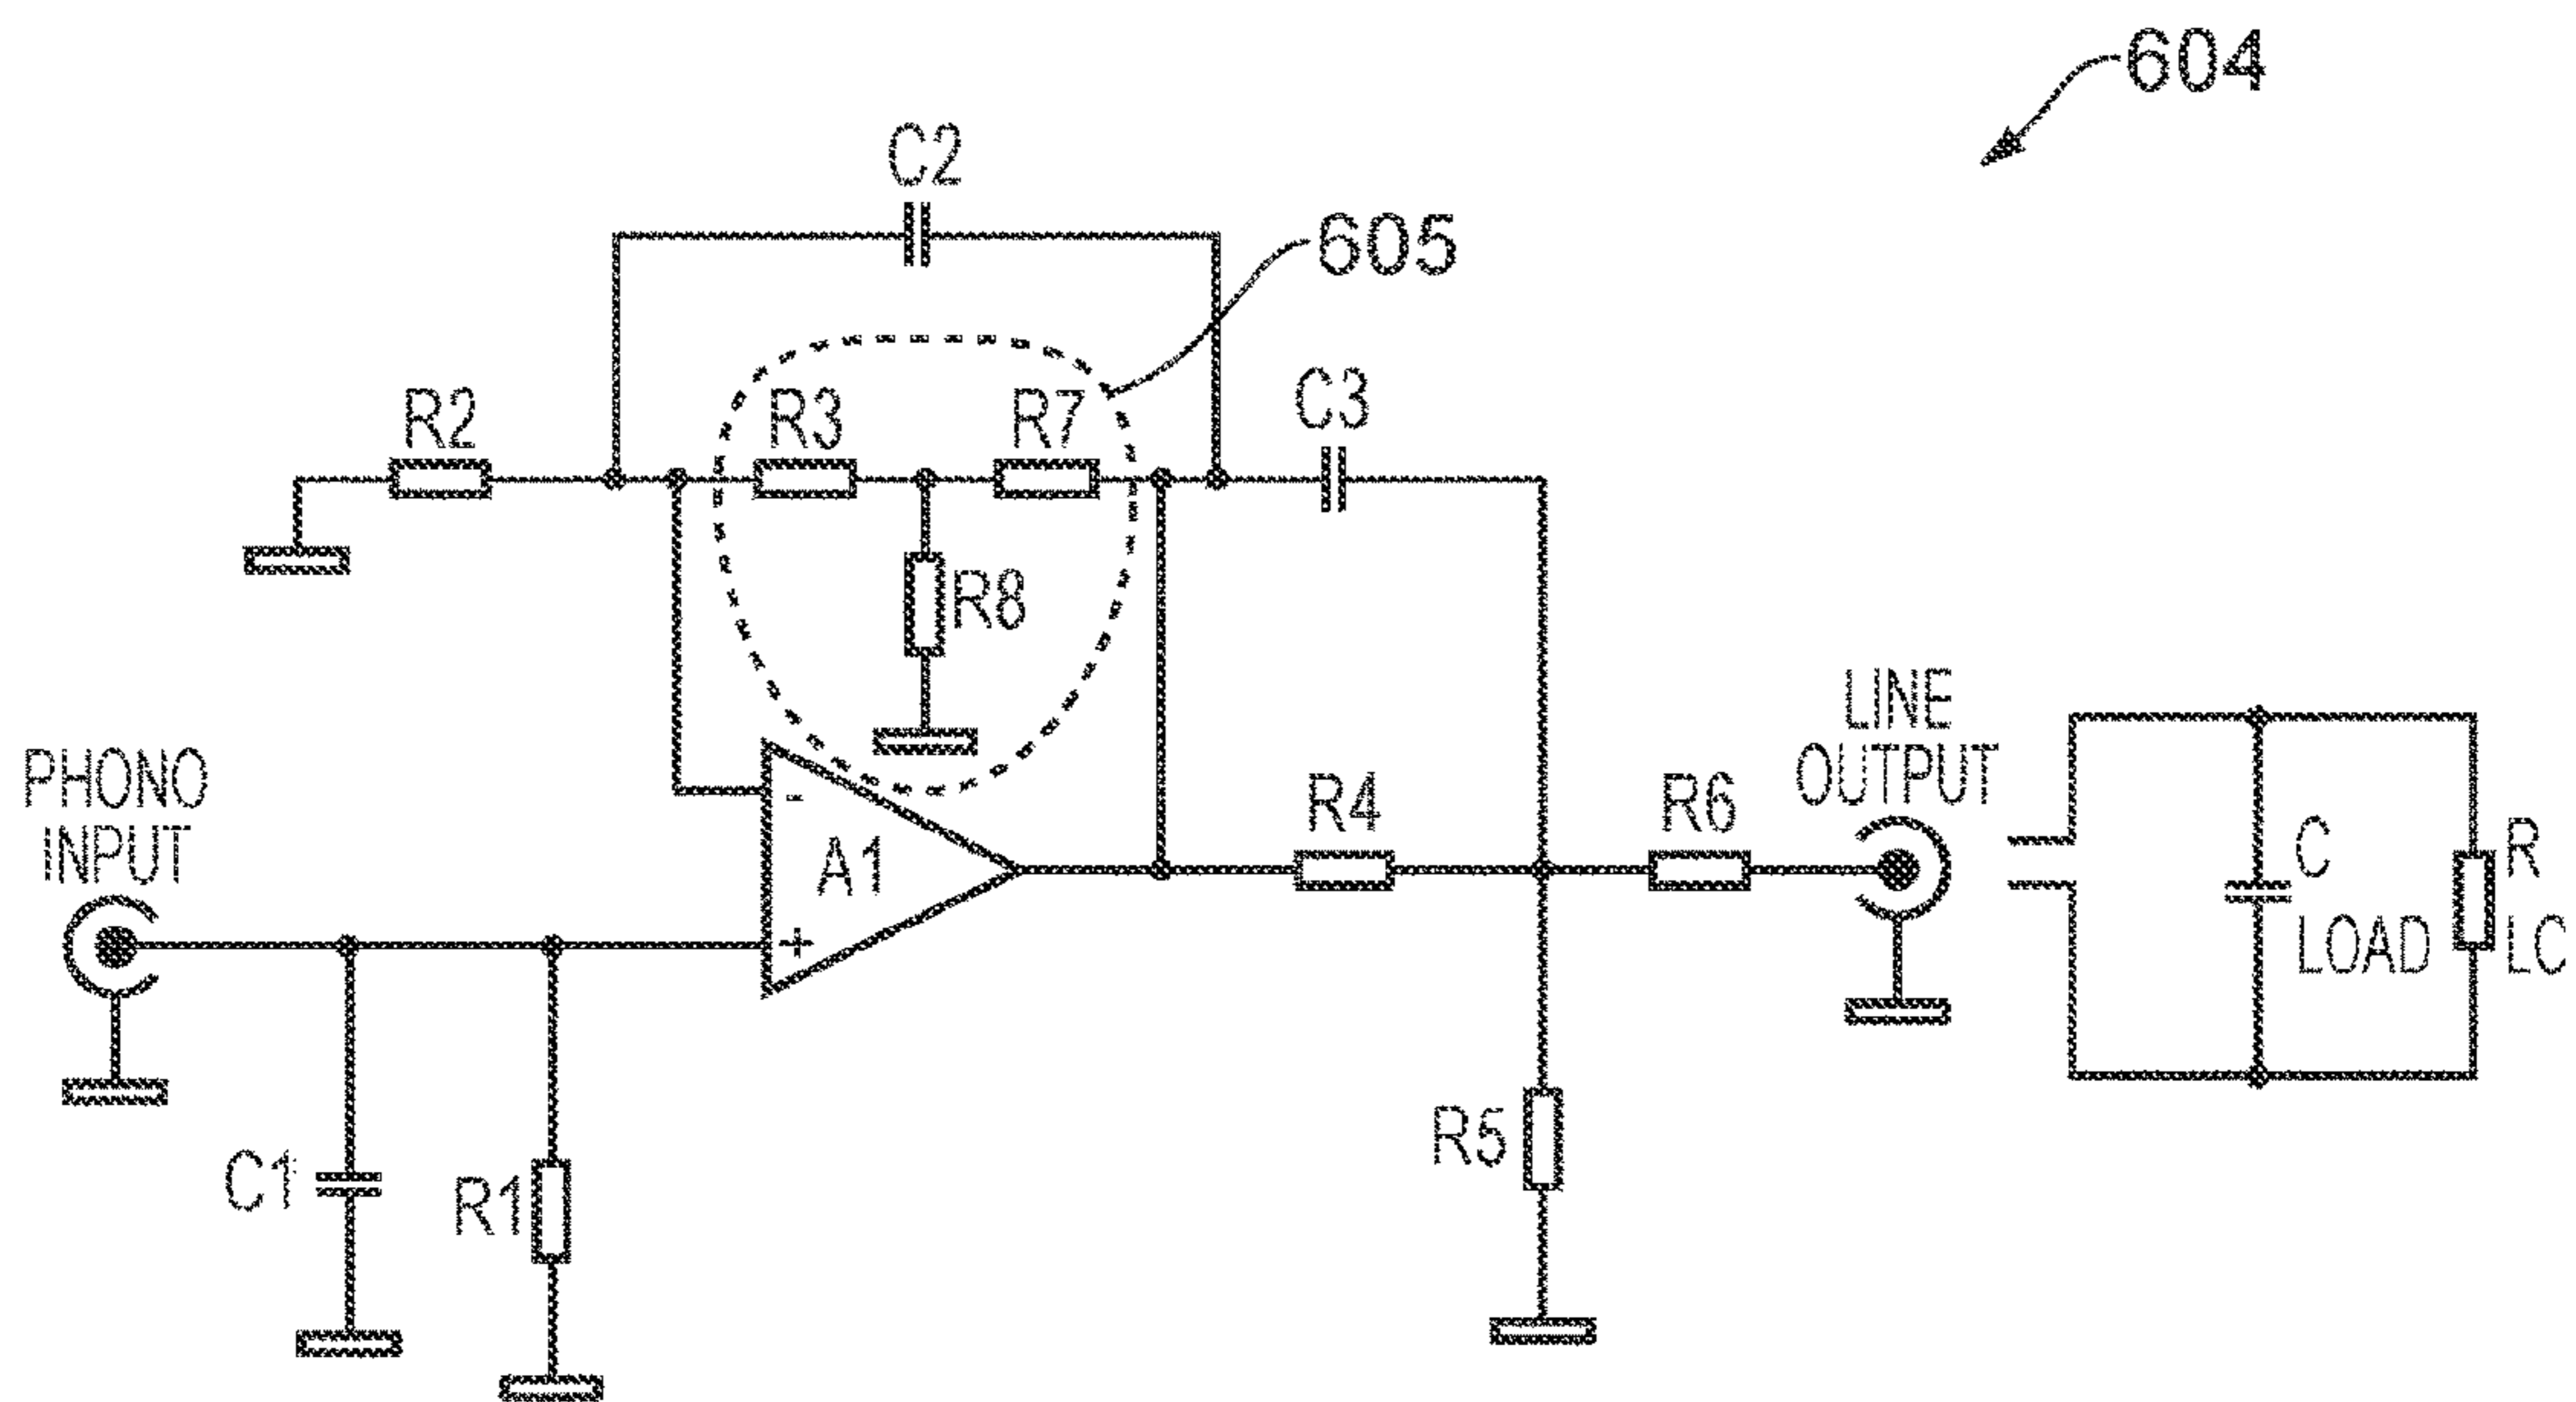 604
C2
605
R2
R3
R7
C3
R8
PHONO
INPUT
-
A1
+
R4
R6
LINE
OUTPUT
C
LOAD
R
LC
C1
R1
R5